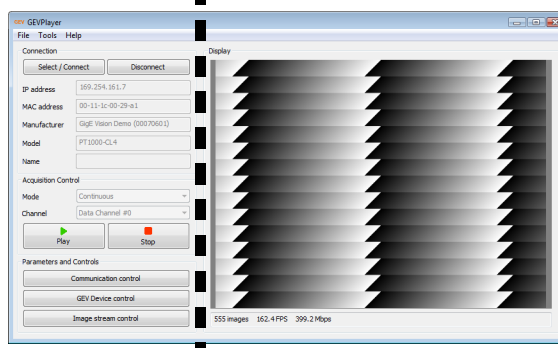 GEV GEVPlayer
File Tools Help
Connection
Select / Connect Disconnect
IP address 169.254.161.7
MAC address 00-11-1c-00-29-a1
Manufacturer GigE Vision Demo (00070601)
Model PT1000-CL4
Name
Acquisition Control
Mode Continuous
Channel Data Channel #0
Play Stop
Parameters and Controls
Communication control
GEV Device control
Image stream control
Display
555 images 162.4 FPS 399.2 Mbps